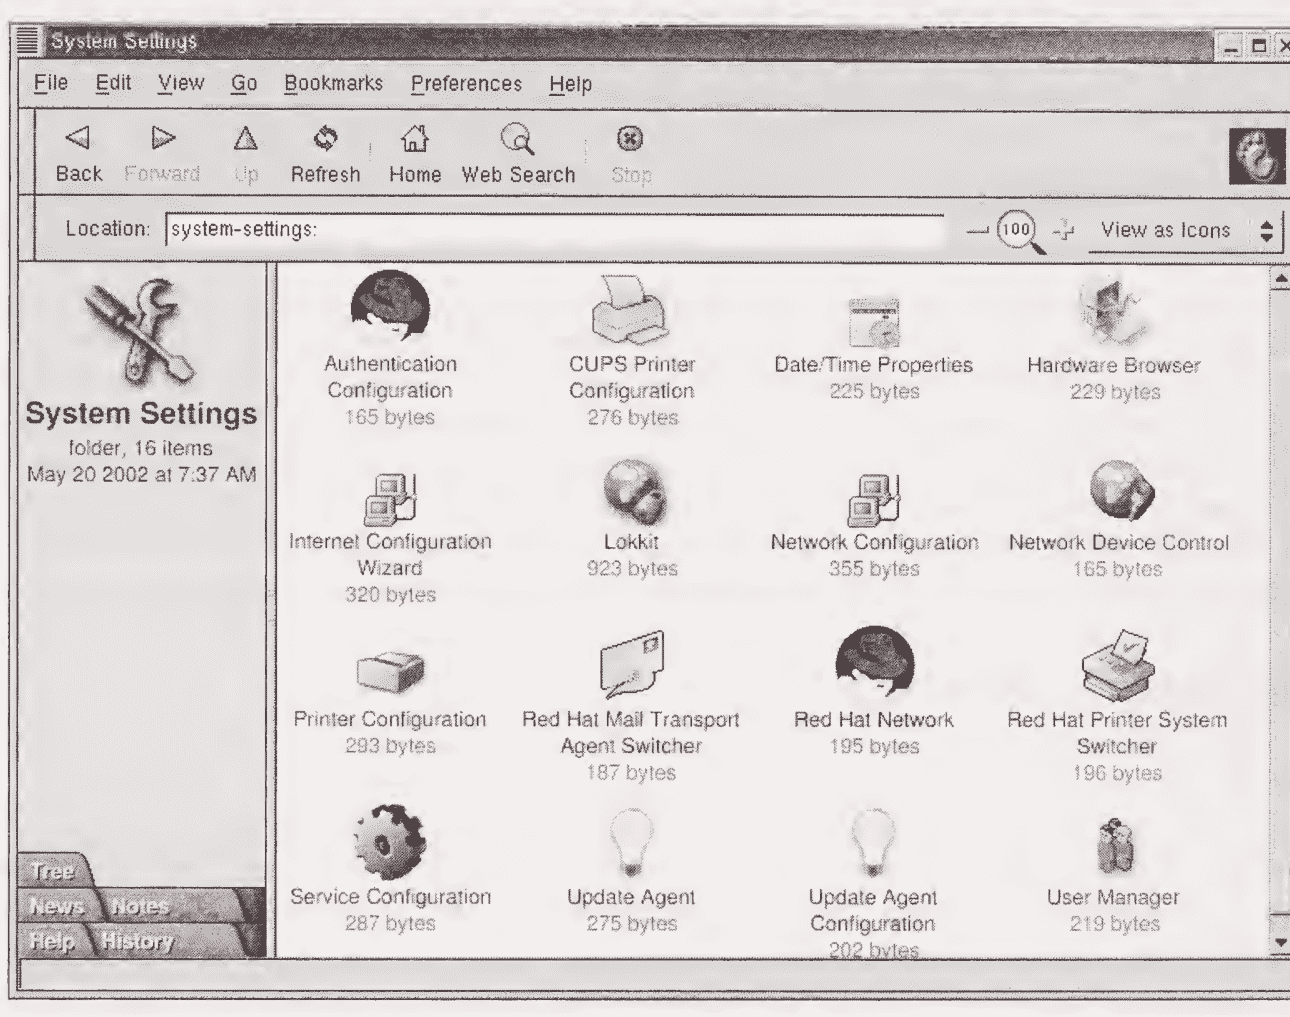 System Settings
File Edit View Go Bookmarks Preferences Help
Back Forward Up Refresh Home Web Search Stop
Location: system-settings: 100 View as Icons
System Settings
folder, 16 items
May 20 2002 at 7:37 AM
Authentication
Configuration
165 bytes
CUPS Printer
Configuration
276 bytes
Date/Time Properties
225 bytes
Hardware Browser
229 bytes
Internet Configuration
Wizard
320 bytes
Lokkit
923 bytes
Network Configuration
355 bytes
Network Device Control
165 bytes
Printer Configuration
293 bytes
Red Hat Mail Transport
Agent Switcher
187 bytes
Red Hat Network
195 bytes
Red Hat Printer System
Switcher
196 bytes
Service Configuration
287 bytes
Update Agent
275 bytes
Update Agent
Configuration
202 bytes
User Manager
219 bytes
Tree
News Notes
Help History